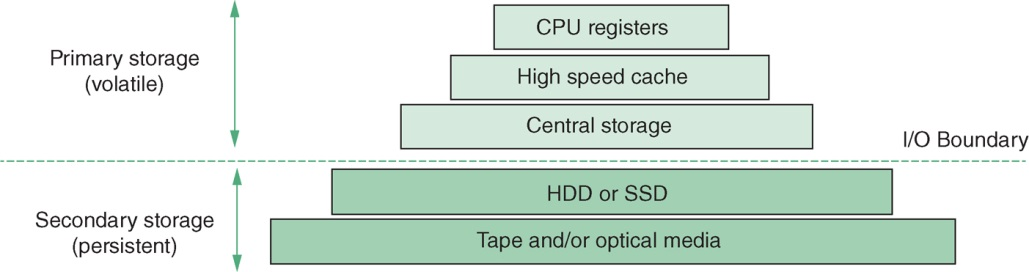 CPU registers
Primary storage
(volatile)
High speed cache
Central storage
I/O Boundary
HDD or SSD
Secondary storage
(persistent)
Tape and/or optical media